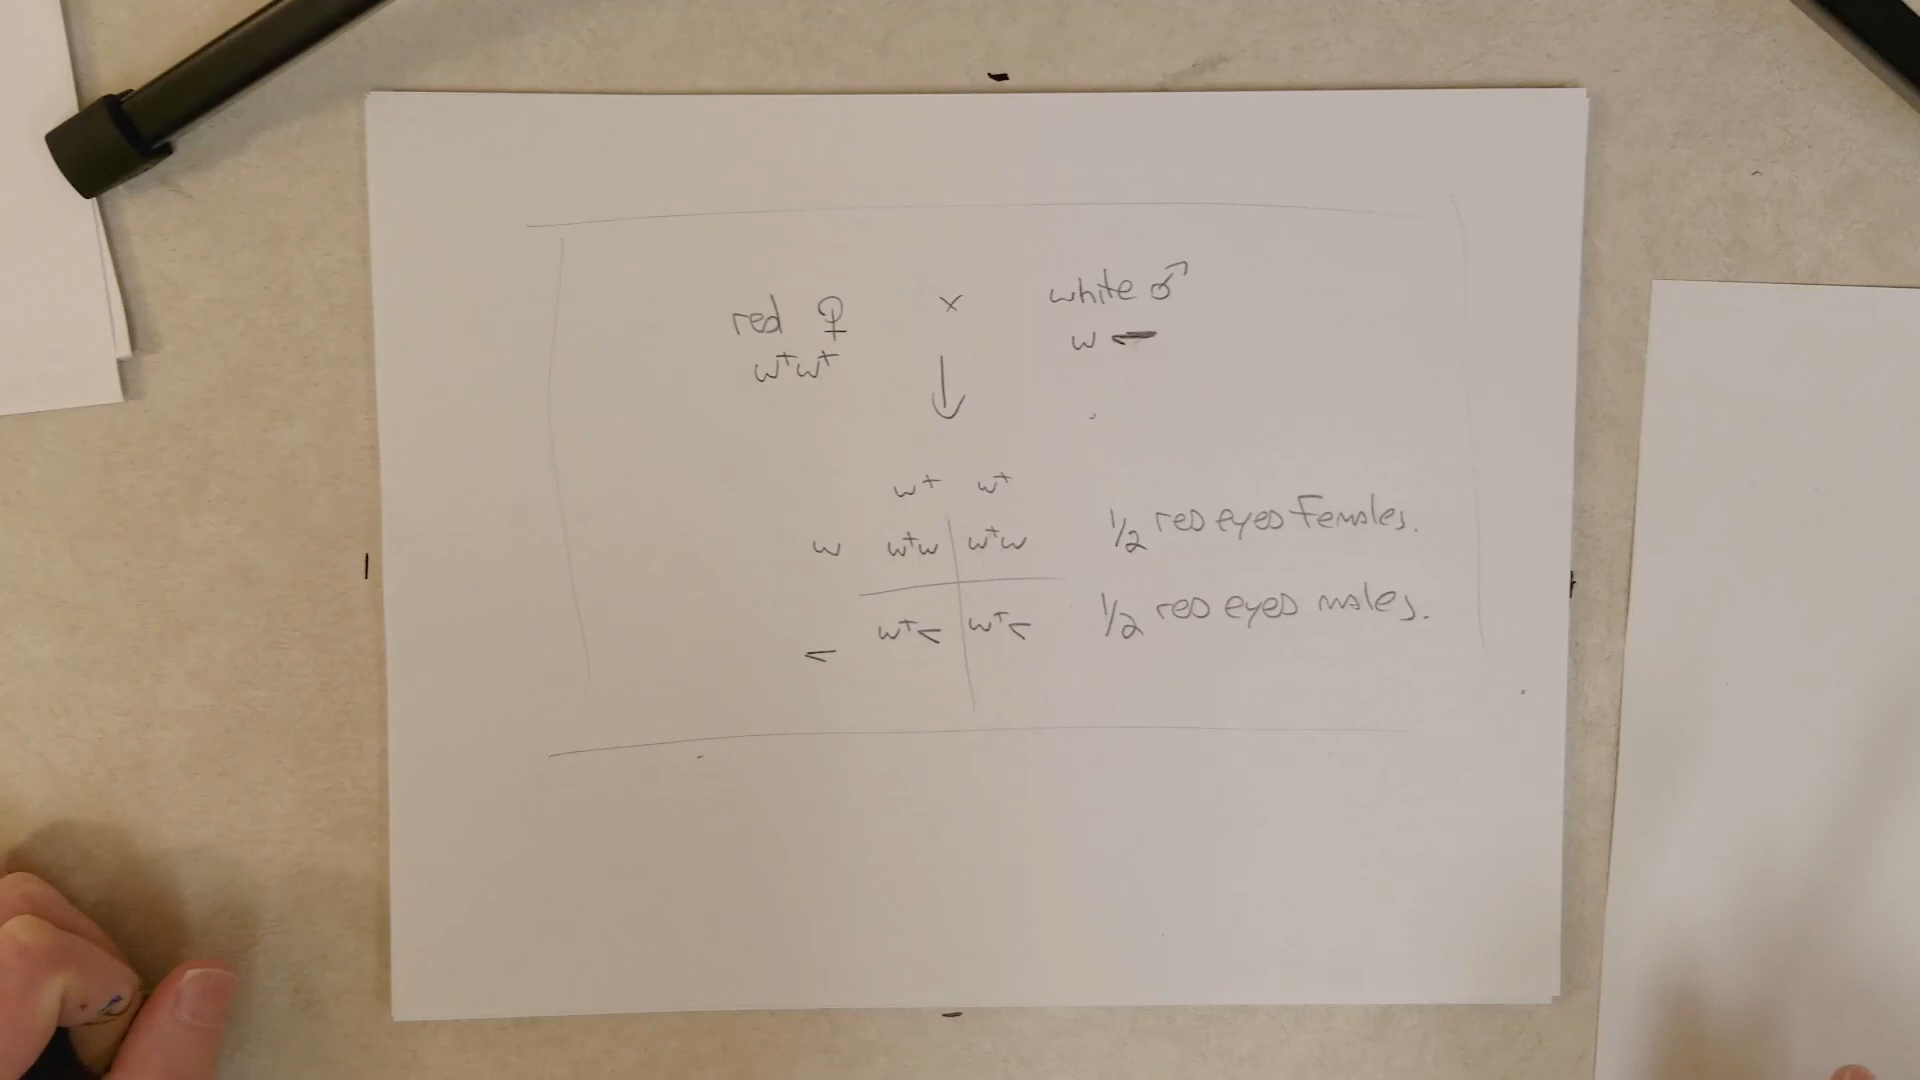 red ♀ x white ♂
w⁺w⁺ w ⇁
w⁺ w⁺
w w⁺w w⁺w 1/2 red eyed Females.
⇁ w⁺⇁ w⁺⇁ 1/2 red eyed males.